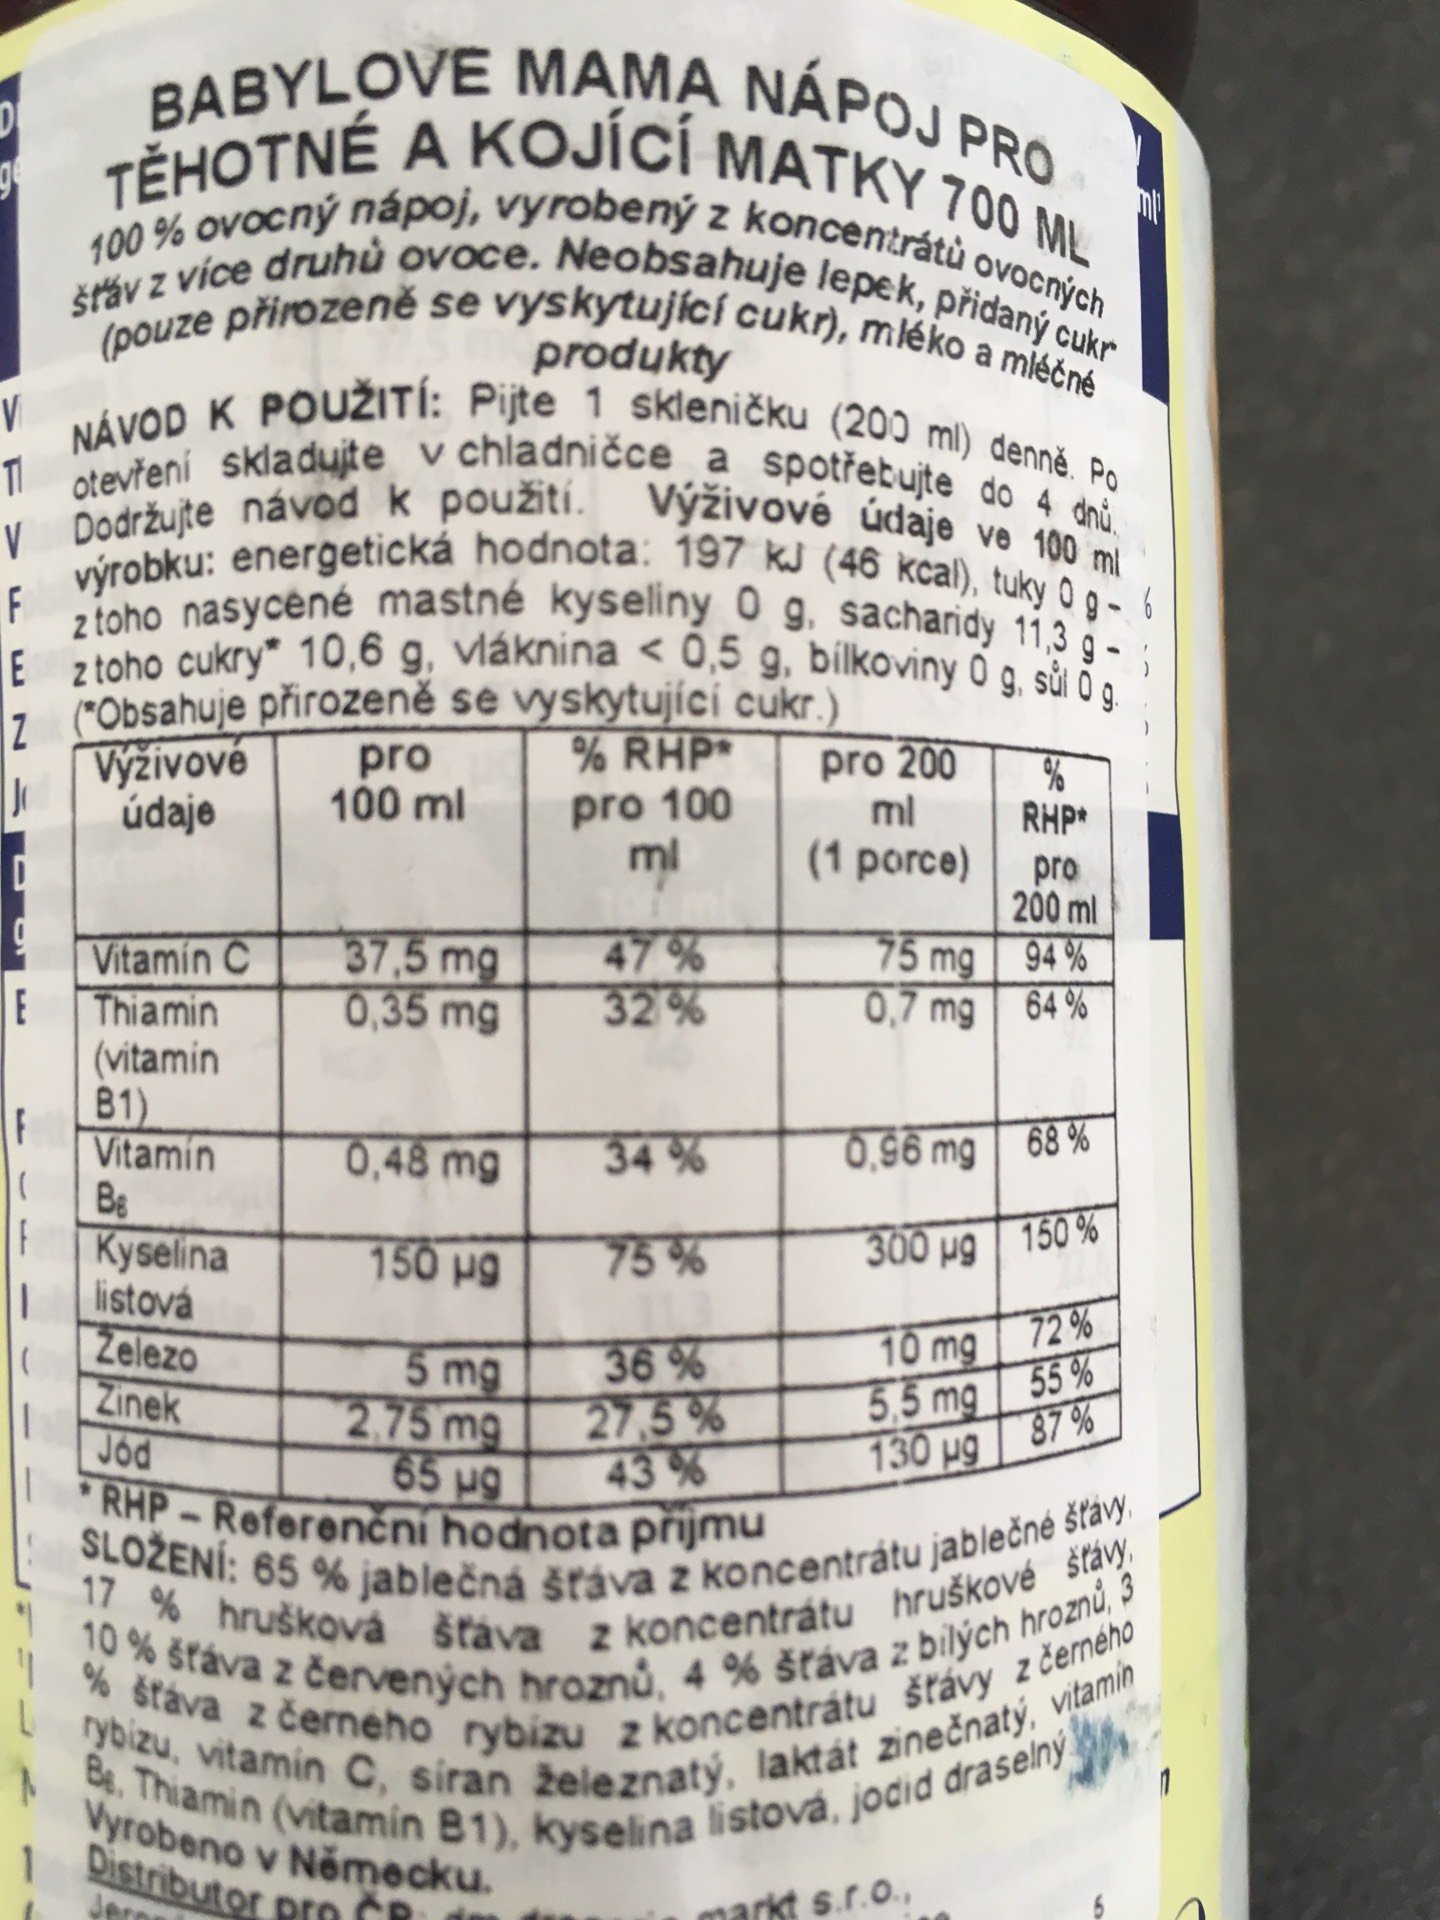 BABYLOVE MAMA NÁPOJ PRO
TĚHOTNÉ A KOJÍCÍ MATKY 700 ML
100 % ovocný nápoj, vyrobený z koncentrátů ovocných
šťáv z více druhů ovoce. Neobsahuje lepek, přidaný cukr*
(pouze přirozeně se vyskytující cukr), mléko a mléčné
produkty
NÁVOD K POUŽITÍ: Pijte 1 skleničku (200 ml) denně. Po
otevření skladujte v chladničce a spotřebujte do 4 dnů.
Dodržujte návod k použití. Výživové údaje ve 100 ml
výrobku: energetická hodnota: 197 kJ (46 kcal), tuky 0 g –
z toho nasycené mastné kyseliny 0 g, sacharidy 11,3 g –
z toho cukry* 10,6 g, vláknina < 0,5 g, bílkoviny 0 g, sůl 0 g.
(*Obsahuje přirozeně se vyskytující cukr.)
Výživové údaje pro 100 ml % RHP* pro 100 ml pro 200 ml (1 porce) % RHP* pro 200 ml
Vitamín C 37,5 mg 47 % 75 mg 94 %
Thiamin (vitamín B1) 0,35 mg 32 % 0,7 mg 64 %
Vitamín B6 0,48 mg 34 % 0,96 mg 68 %
Kyselina listová 150 µg 75 % 300 µg 150 %
Železo 5 mg 36 % 10 mg 72 %
Zinek 2,75 mg 27,5 % 5,5 mg 55 %
Jód 65 µg 43 % 130 µg 87 %
* RHP – Referenční hodnota příjmu
SLOŽENÍ: 65 % jablečná šťáva z koncentrátu jablečné šťávy,
17 % hrušková šťáva z koncentrátu hruškové šťávy,
10 % šťáva z červených hroznů, 4 % šťáva z bílých hroznů, 3
% šťáva z černého rybízu z koncentrátu šťávy z černého
rybízu, vitamín C, síran železnatý, laktát zinečnatý, vitamín
B6, Thiamin (vitamín B1), kyselina listová, jodid draselný
Vyrobeno v Německu.
Distributor pro ČR: dm drogerie markt s.r.o.,